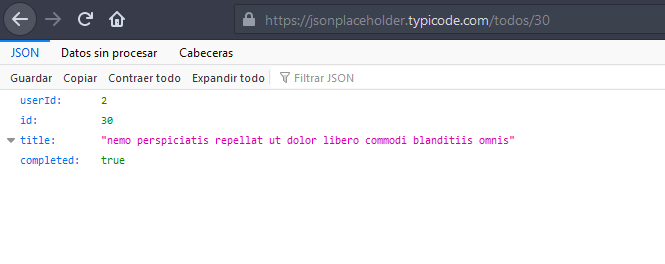 https://jsonplaceholder.typicode.com/todos/30
JSON Datos sin procesar Cabeceras
Guardar Copiar Contraer todo Expandir todo Filtrar JSON
userId: 2
id: 30
title: "nemo perspiciatis repellat ut dolor libero commodi blanditiis omnis"
completed: true